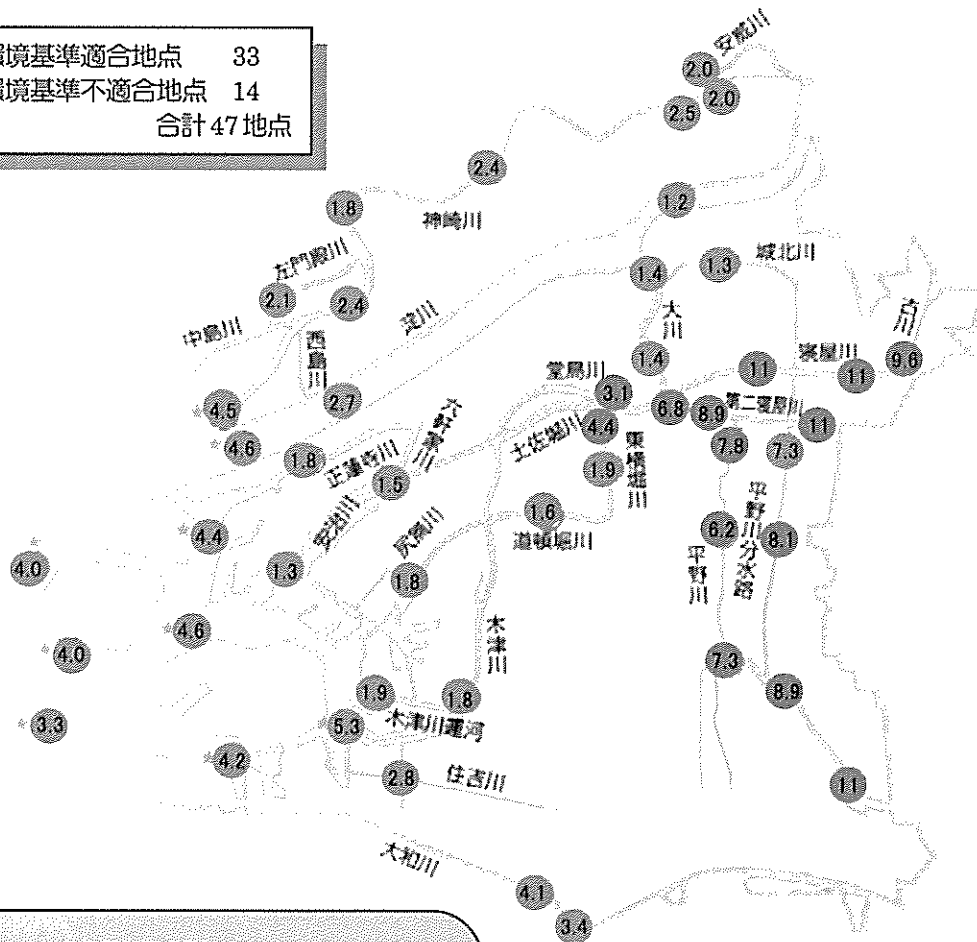 環境基準適合地点 33
環境基準不適合地点 14
合計47地点
安威川
2.0
2.0
2.5
2.4
1.8
神崎川
1.2
左門殿川
2.1
2.4
中島川
西島川
淀川
1.4
1.3
城北川
大川
1.4
堂島川
3.1
11
寝屋川
11
古川
9.6
4.5
4.6
2.7
六軒家川
土佐堀川
4.4
6.8
8.9
第二寝屋川
11
7.8
7.3
1.8
正蓮寺川
1.5
東横堀川
1.9
安治川
尻無川
1.6
道頓堀川
6.2
平野川
平野川分水路
8.1
4.4
4.0
1.3
1.8
木津川
4.6
4.0
3.3
1.9
1.8
7.3
8.9
5.3
木津川運河
4.2
2.8
住吉川
11
大和川
4.1
3.4